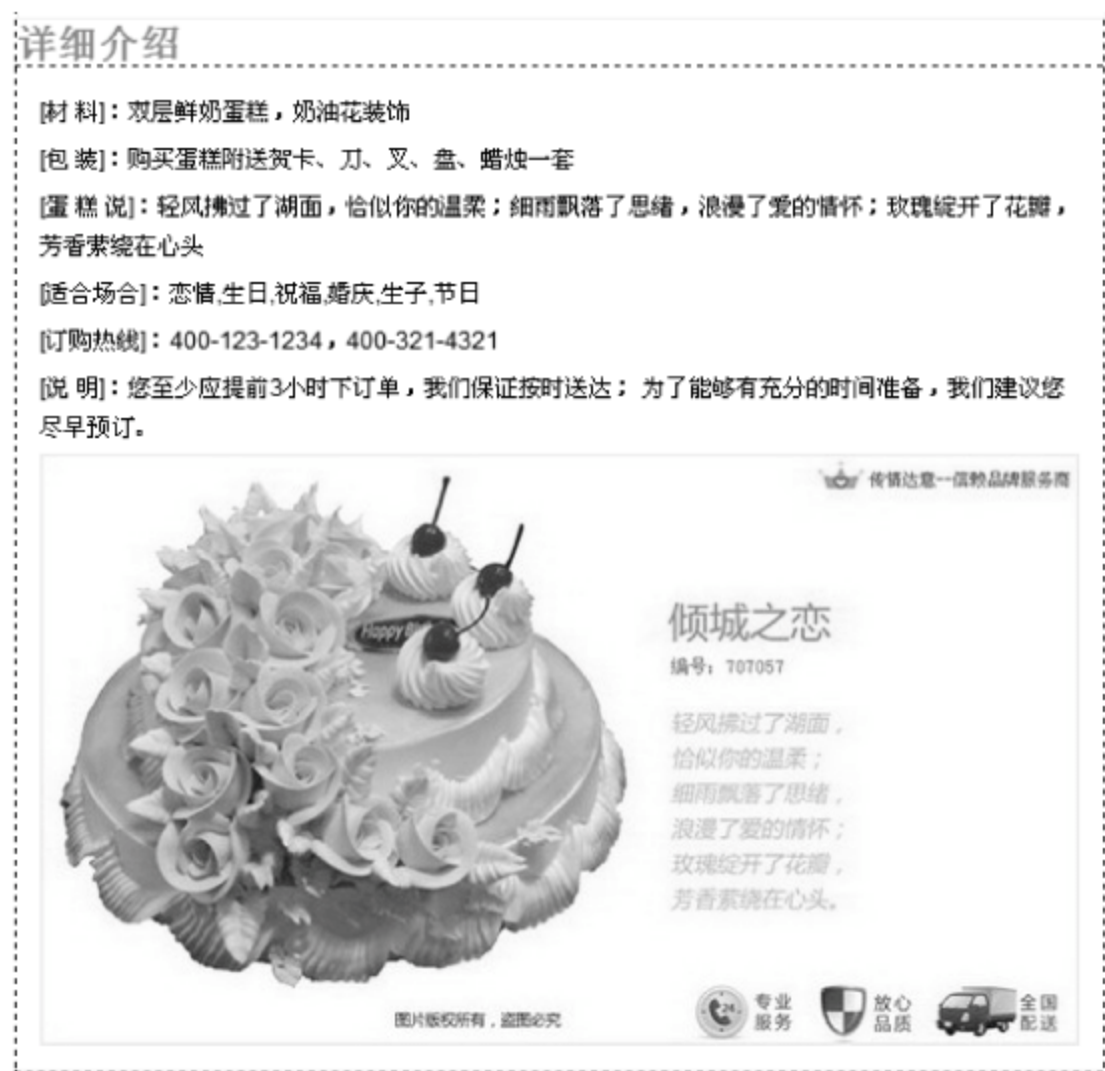 详细介绍
[材 料]：双层鲜奶蛋糕，奶油花装饰
[包 装]：购买蛋糕附送贺卡、刀、叉、盘、蜡烛一套
[蛋 糕 说]：轻风拂过了湖面，恰似你的温柔；细雨飘落了思绪，浪漫了爱的情怀；玫瑰绽开了花瓣，
芳香萦绕在心头
[适合场合]：恋情,生日,祝福,婚庆,生子,节日
[订购热线]：400-123-1234，400-321-4321
[说 明]：您至少应提前3小时下订单，我们保证按时送达； 为了能够有充分的时间准备，我们建议您
尽早预订。
传情达意--信赖品牌服务商
Happy Bi
倾城之恋
编号：707057
轻风拂过了湖面，
恰似你的温柔；
细雨飘落了思绪，
浪漫了爱的情怀；
玫瑰绽开了花瓣，
芳香萦绕在心头。
图片版权所有，盗图必究
24
专业
服务
放心
品质
全国
配送